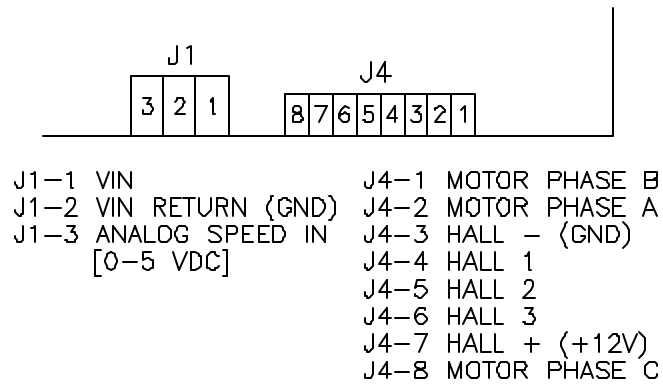 J1
J4
3 2 1
8 7 6 5 4 3 2 1
J1-1 VIN
J1-2 VIN RETURN (GND)
J1-3 ANALOG SPEED IN
[0-5 VDC]
J4-1 MOTOR PHASE B
J4-2 MOTOR PHASE A
J4-3 HALL - (GND)
J4-4 HALL 1
J4-5 HALL 2
J4-6 HALL 3
J4-7 HALL + (+12V)
J4-8 MOTOR PHASE C